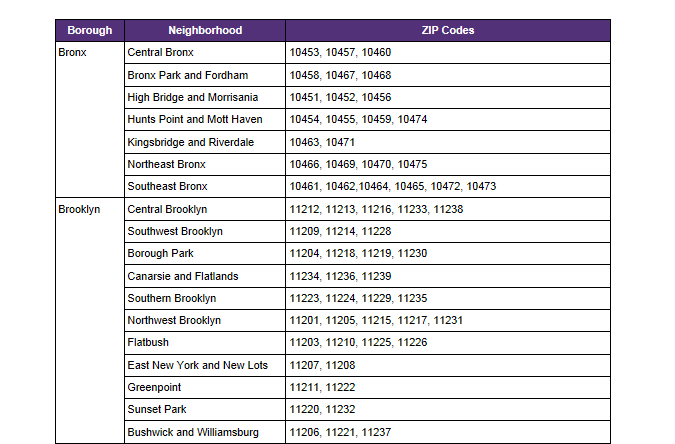 Borough Neighborhood ZIP Codes
Bronx Central Bronx 10453, 10457, 10460
Bronx Park and Fordham 10458, 10467, 10468
High Bridge and Morrisania 10451, 10452, 10456
Hunts Point and Mott Haven 10454, 10455, 10459, 10474
Kingsbridge and Riverdale 10463, 10471
Northeast Bronx 10466, 10469, 10470, 10475
Southeast Bronx 10461, 10462,10464, 10465, 10472, 10473
Brooklyn Central Brooklyn 11212, 11213, 11216, 11233, 11238
Southwest Brooklyn 11209, 11214, 11228
Borough Park 11204, 11218, 11219, 11230
Canarsie and Flatlands 11234, 11236, 11239
Southern Brooklyn 11223, 11224, 11229, 11235
Northwest Brooklyn 11201, 11205, 11215, 11217, 11231
Flatbush 11203, 11210, 11225, 11226
East New York and New Lots 11207, 11208
Greenpoint 11211, 11222
Sunset Park 11220, 11232
Bushwick and Williamsburg 11206, 11221, 11237